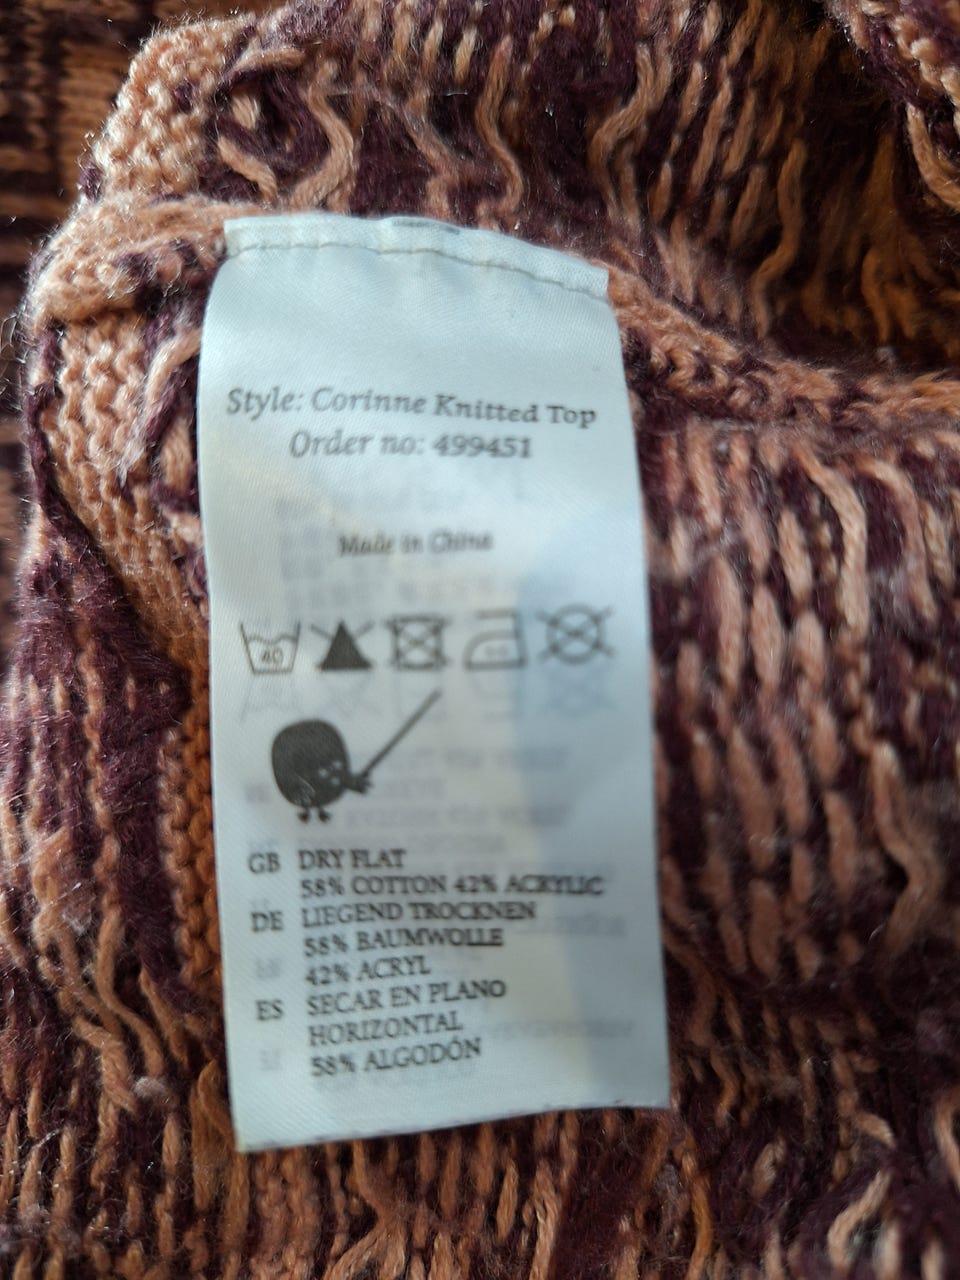 Style: Corinne Knitted Top
Order no: 499451
Made in China
40
GB DRY FLAT
58% COTTON 42% ACRYLIC
DE LIEGEND TROCKNEN
58% BAUMWOLLE
42% ACRYL
ES SECAR EN PLANO
HORIZONTAL
58% ALGODÓN